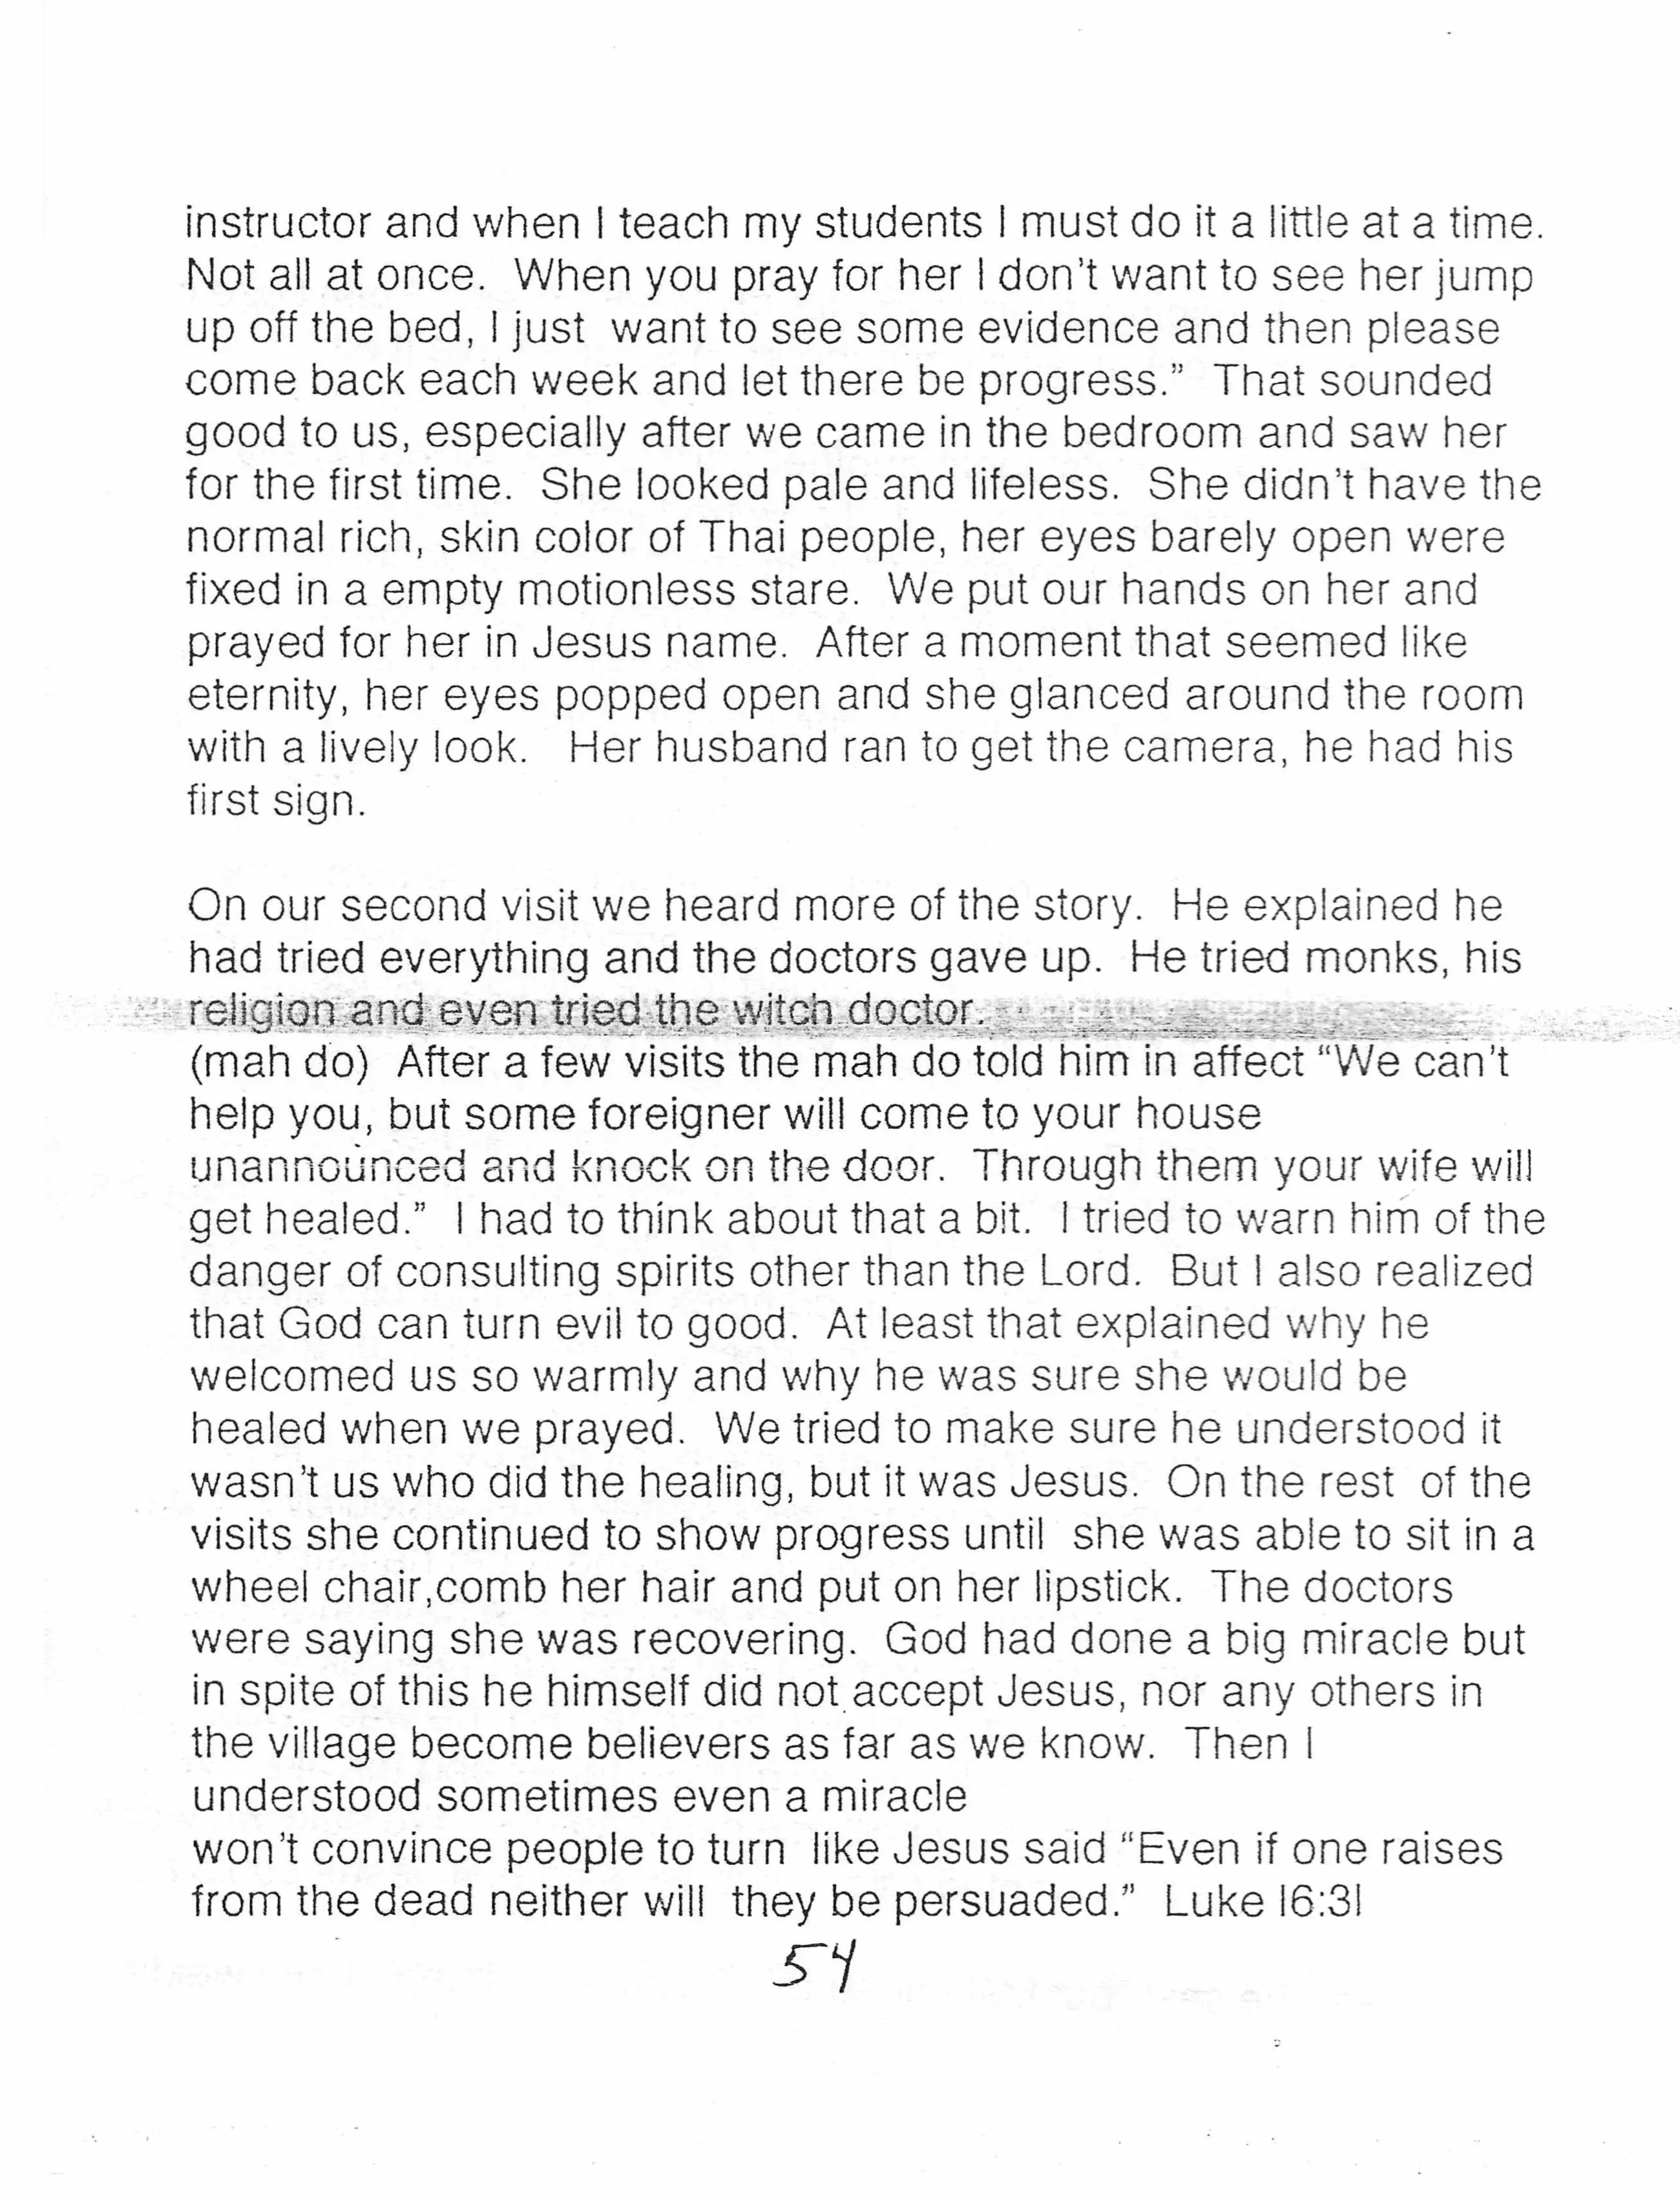 instructor and when I teach my students I must do it a little at a time.
Not all at once.  When you pray for her I don't want to see her jump
up off the bed, I just  want to see some evidence and then please
come back each week and let there be progress."  That sounded
good to us, especially after we came in the bedroom and saw her
for the first time.  She looked pale and lifeless.  She didn't have the
normal rich, skin color of Thai people, her eyes barely open were
fixed in a empty motionless stare.  We put our hands on her and
prayed for her in Jesus name.  After a moment that seemed like
eternity, her eyes popped open and she glanced around the room
with a lively look.   Her husband ran to get the camera, he had his
first sign.

On our second visit we heard more of the story.  He explained he
had tried everything and the doctors gave up.  He tried monks, his
religion and even tried the witch doctor.
(mah do)  After a few visits the mah do told him in affect “We can't
help you, but some foreigner will come to your house
unannounced and knock on the door.  Through them your wife will
get healed.”  I had to think about that a bit.  I tried to warn him of the
danger of consulting spirits other than the Lord.  But I also realized
that God can turn evil to good.  At least that explained why he
welcomed us so warmly and why he was sure she would be
healed when we prayed.  We tried to make sure he understood it
wasn't us who did the healing, but it was Jesus.  On the rest  of the
visits she continued to show progress until  she was able to sit in a
wheel chair,comb her hair and put on her lipstick.  The doctors
were saying she was recovering.  God had done a big miracle but
in spite of this he himself did not accept Jesus, nor any others in
the village become believers as far as we know.  Then I
understood sometimes even a miracle
won't convince people to turn  like Jesus said “Even if one raises
from the dead neither will  they be persuaded.”  Luke l6:3l
54